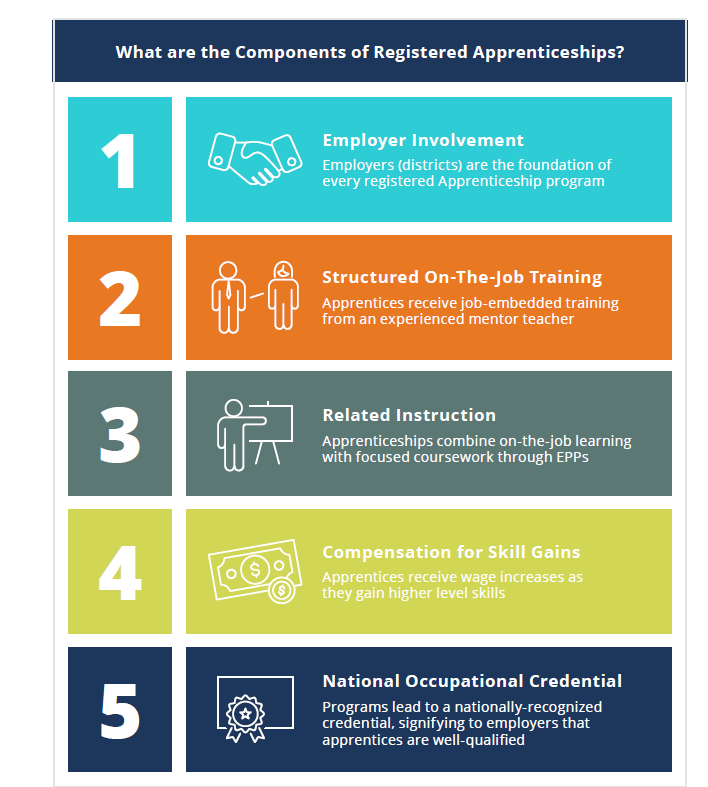 What are the Components of Registered Apprenticeships?
1
Employer Involvement
Employers (districts) are the foundation of
every registered Apprenticeship program
2
Structured On-The-Job Training
Apprentices receive job-embedded training
from an experienced mentor teacher
3
Related Instruction
Apprenticeships combine on-the-job learning
with focused coursework through EPPs
4
Compensation for Skill Gains
Apprentices receive wage increases as
they gain higher level skills
$
$
5
National Occupational Credential
Programs lead to a nationally-recognized
credential, signifying to employers that
apprentices are well-qualified